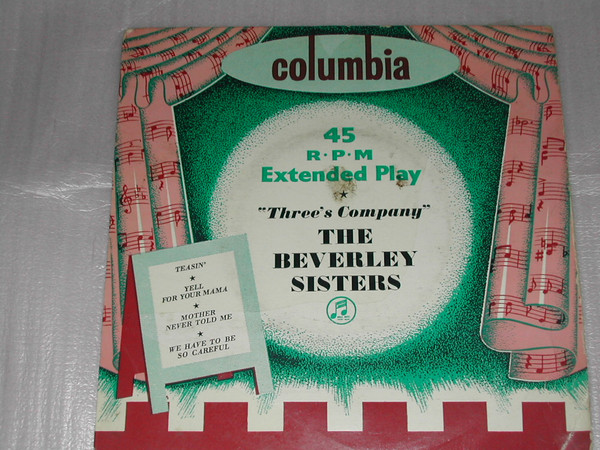 columbia
45
R·P·M
Extended Play
★
"Three's Company"
THE
BEVERLEY
SISTERS
TEASIN'
★
YELL
FOR YOUR MAMA
★
MOTHER
NEVER TOLD ME
★
WE HAVE TO BE
SO CAREFUL